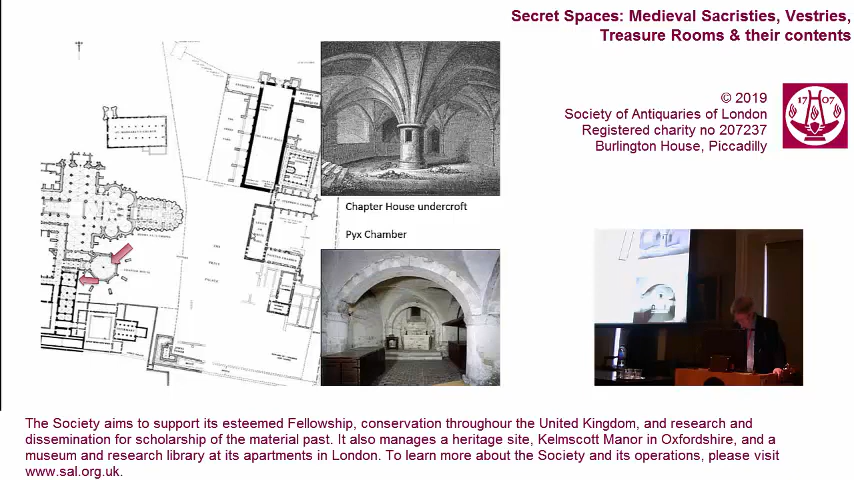 Secret Spaces: Medieval Sacristies, Vestries,
Treasure Rooms & their contents
© 2019
Society of Antiquaries of London
Registered charity no 207237
Burlington House, Piccadilly
17 07
Chapter House undercroft
Pyx Chamber
The Society aims to support its esteemed Fellowship, conservation throughour the United Kingdom, and research and
dissemination for scholarship of the material past. It also manages a heritage site, Kelmscott Manor in Oxfordshire, and a
museum and research library at its apartments in London. To learn more about the Society and its operations, please visit
www.sal.org.uk.